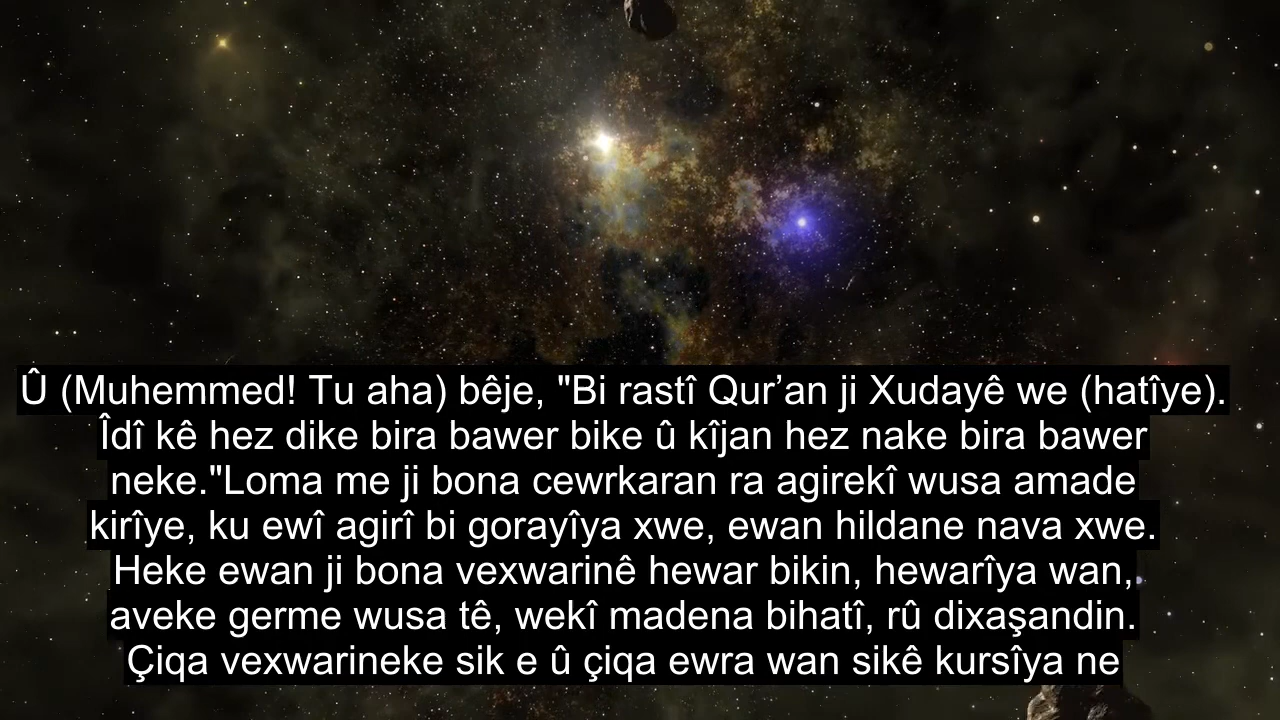 Û (Muhemmed! Tu aha) bêje, "Bi rastî Qur’an ji Xudayê we (hatîye).
Îdî kê hez dike bira bawer bike û kîjan hez nake bira bawer
neke."Loma me ji bona cewrkaran ra agirekî wusa amade
kirîye, ku ewî agirî bi gorayîya xwe, ewan hildane nava xwe.
Heke ewan ji bona vexwarinê hewar bikin, hewarîya wan,
aveke germe wusa tê, wekî madena bihatî, rû dixaşandin.
Çiqa vexwarineke sik e û çiqa ewra wan sikê kursîya ne